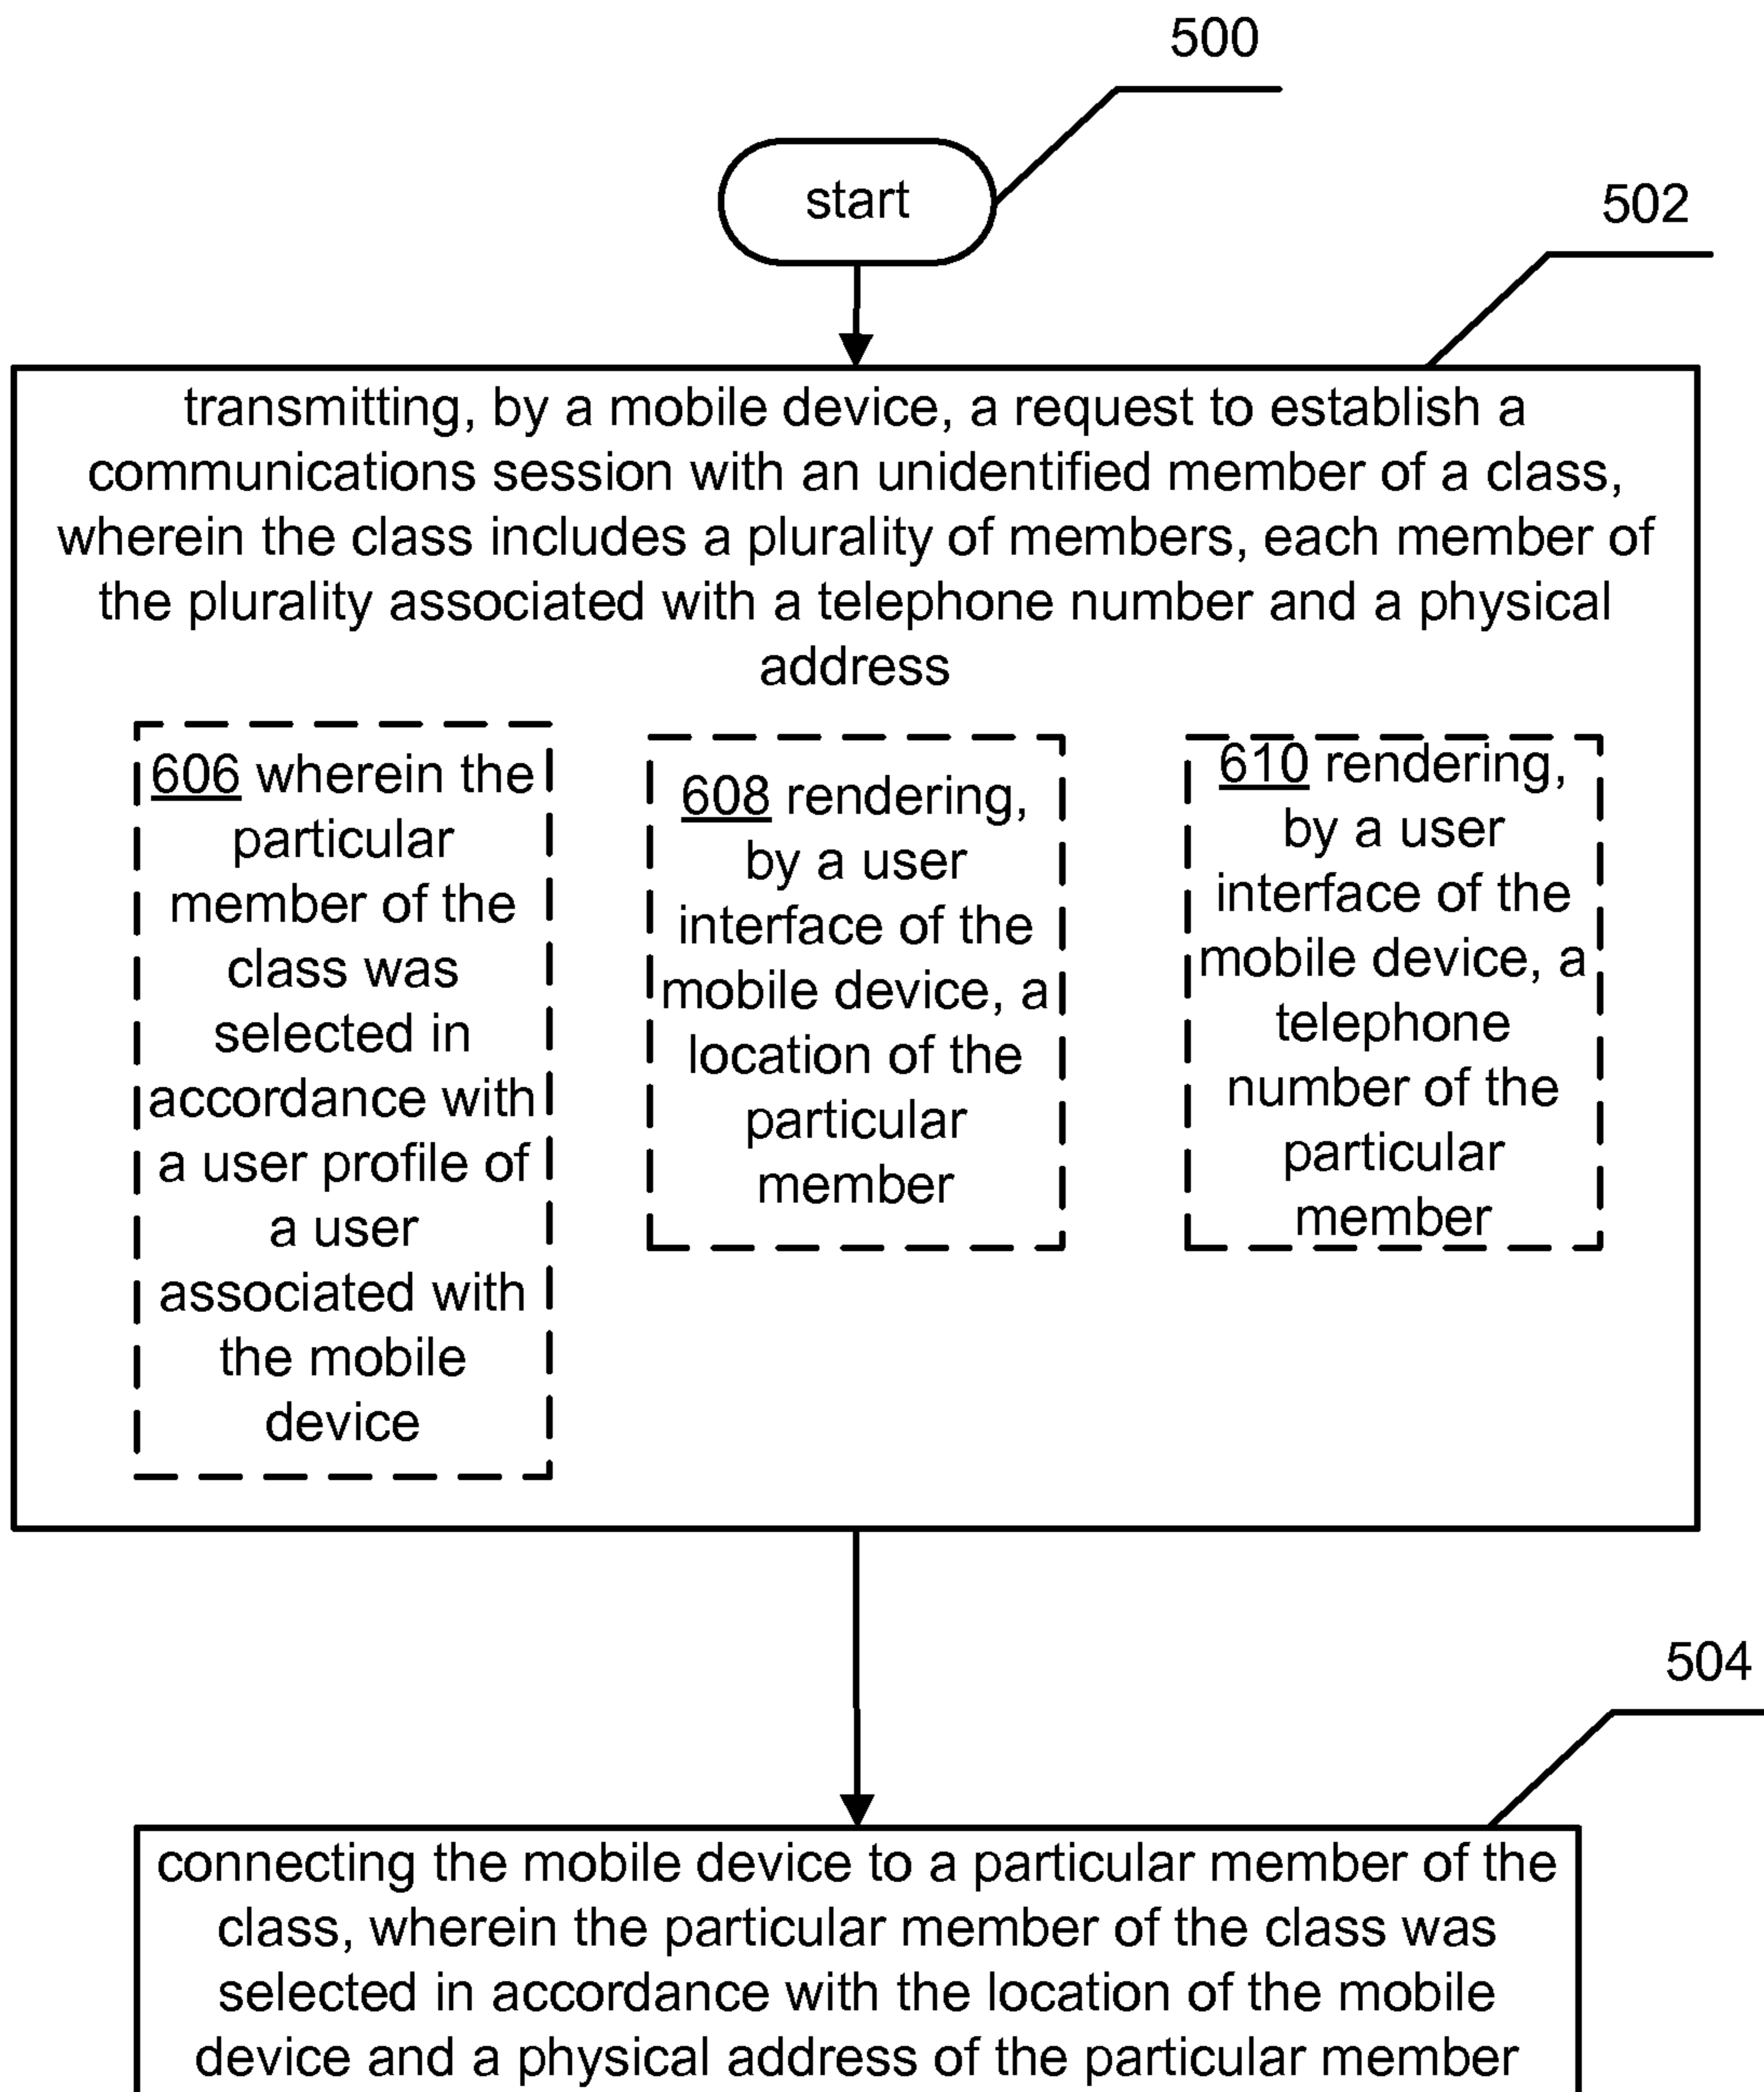 500
start
502
transmitting, by a mobile device, a request to establish a
communications session with an unidentified member of a class,
wherein the class includes a plurality of members, each member of
the plurality associated with a telephone number and a physical
address
606 wherein the
particular
member of the
class was
selected in
accordance with
a user profile of
a user
associated with
the mobile
device
608 rendering,
by a user
interface of the
mobile device, a
location of the
particular
member
610 rendering,
by a user
interface of the
mobile device, a
telephone
number of the
particular
member
504
connecting the mobile device to a particular member of the
class, wherein the particular member of the class was
selected in accordance with the location of the mobile
device and a physical address of the particular member